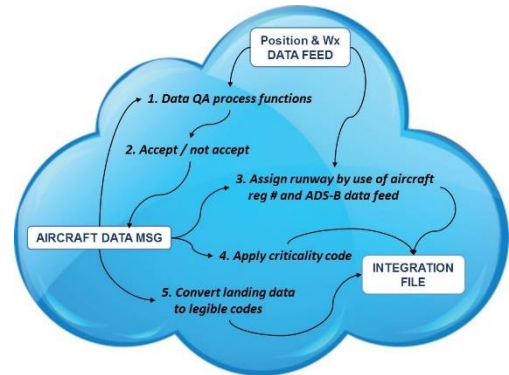 Position & Wx
DATA FEED
1. Data QA process functions
2. Accept / not accept
3. Assign runway by use of aircraft
reg # and ADS-B data feed
AIRCRAFT DATA MSG
4. Apply criticality code
INTEGRATION
FILE
5. Convert landing data
to legible codes